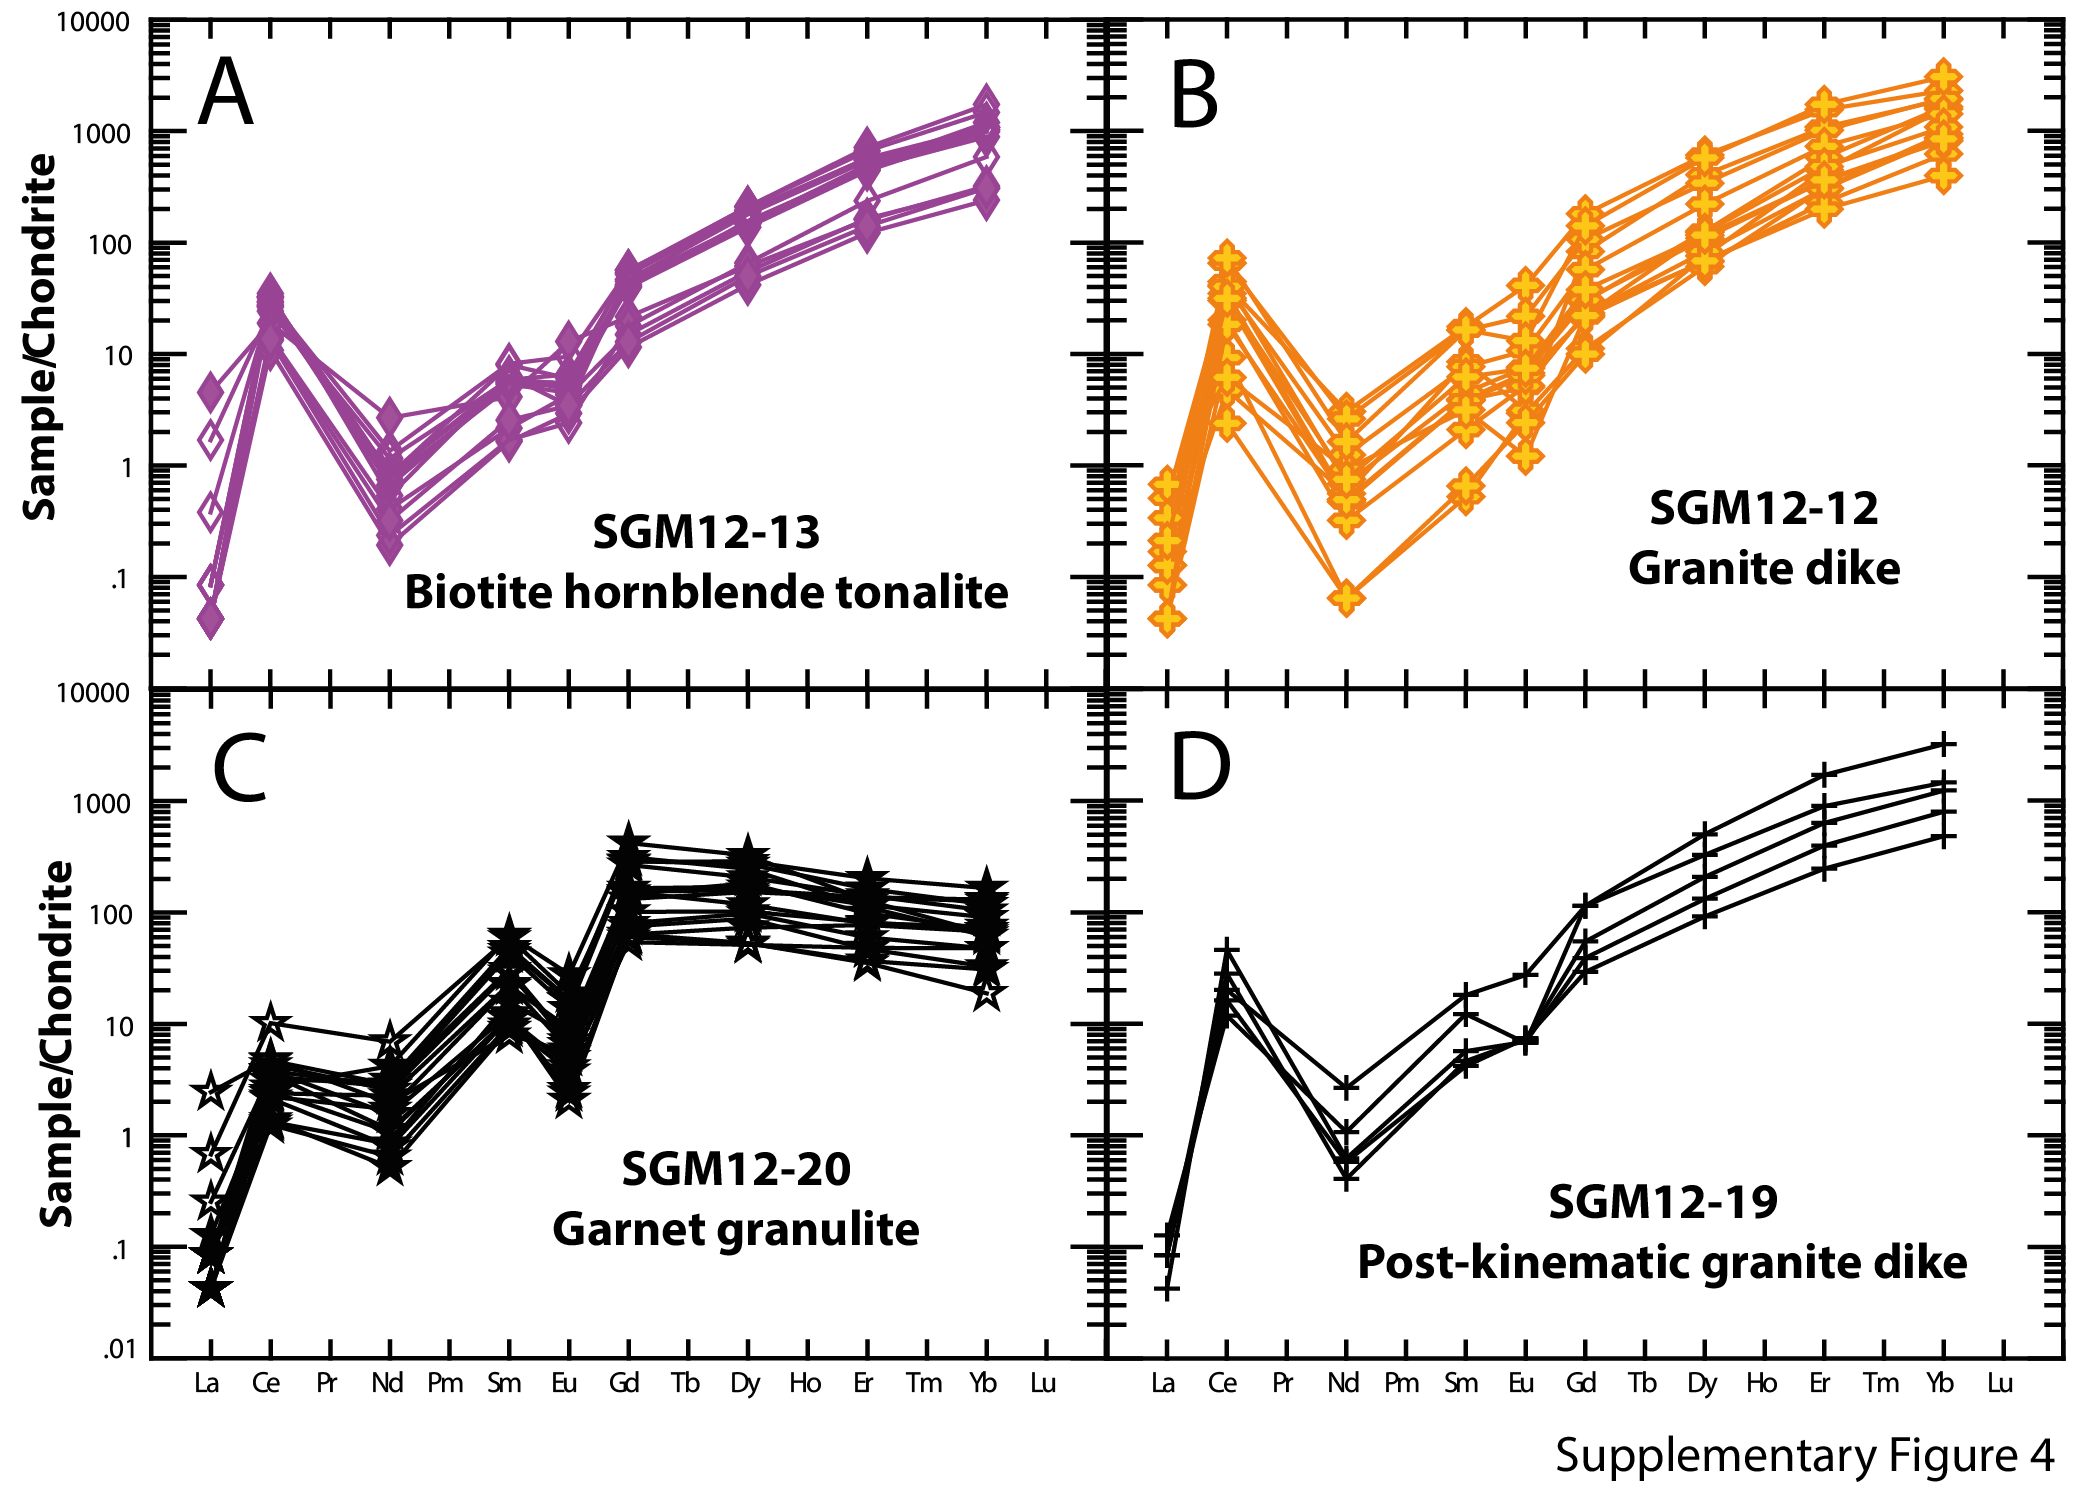 10000
1000
100
10
1
.1
Sample/Chondrite
A
SGM12-13
Biotite hornblende tonalite
B
SGM12-12
Granite dike
10000
1000
100
10
1
.1
.01
Sample/Chondrite
C
SGM12-20
Garnet granulite
D
SGM12-19
Post-kinematic granite dike
La Ce Pr Nd Pm Sm Eu Gd Tb Dy Ho Er Tm Yb Lu
La Ce Pr Nd Pm Sm Eu Gd Tb Dy Ho Er Tm Yb Lu
Supplementary Figure 4